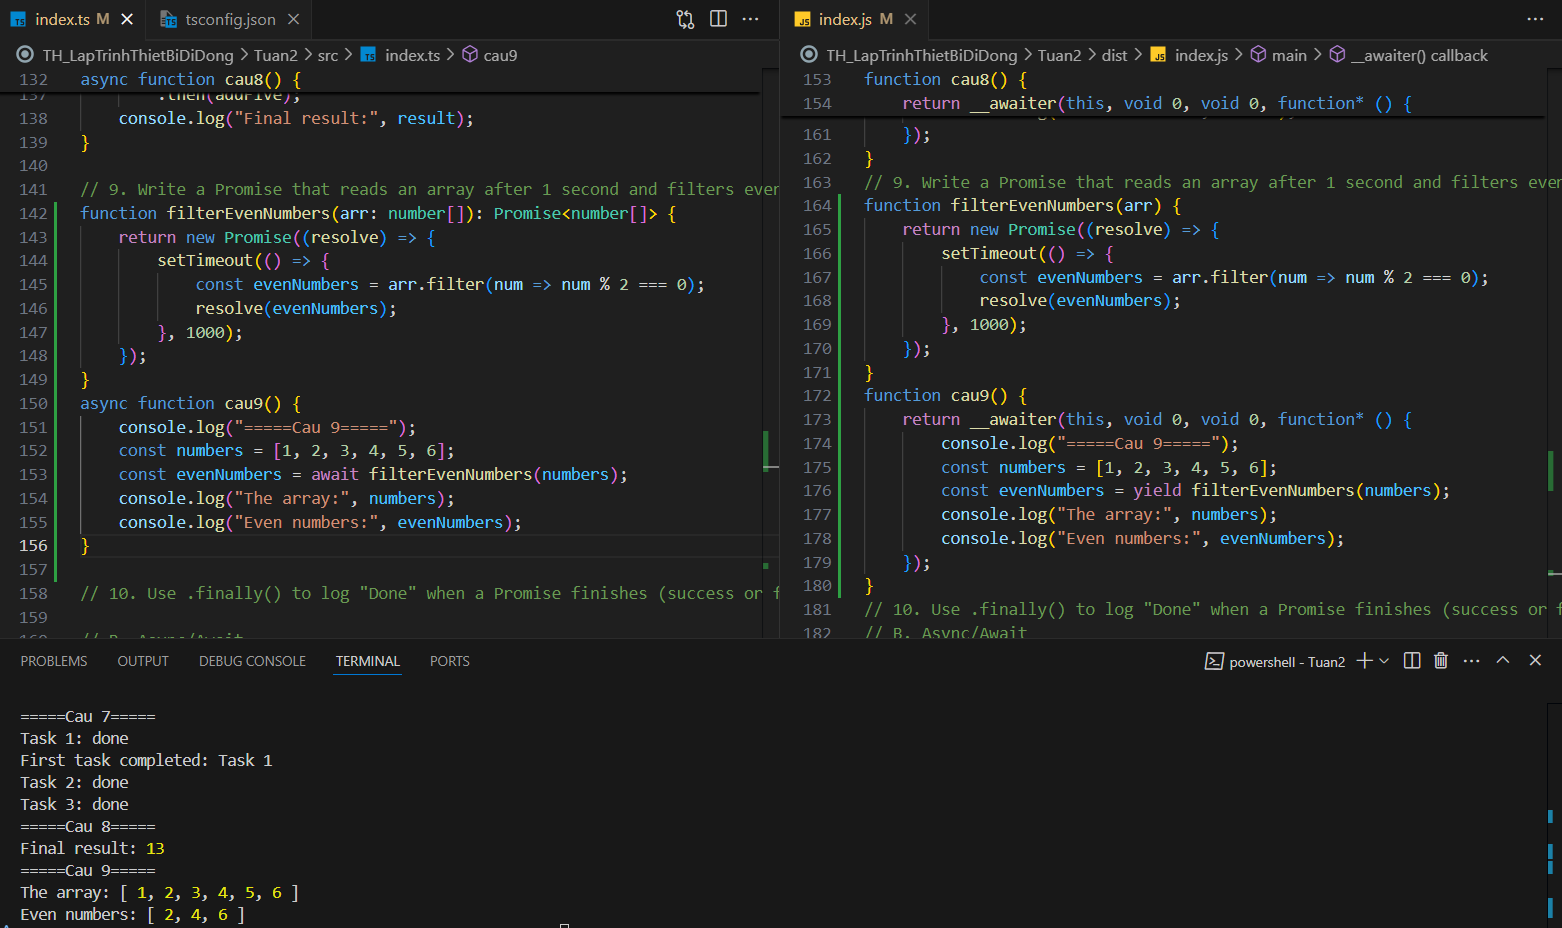 index.ts M
tsconfig.json
TH_LapTrinhThietBiDiDong > Tuan2 > src > index.ts > cau9
132 async function cau8() {
137 .then(addFive);
138 console.log("Final result:", result);
139 }
140
141 // 9. Write a Promise that reads an array after 1 second and filters even
142 function filterEvenNumbers(arr: number[]): Promise<number[]> {
143 return new Promise((resolve) => {
144 setTimeout(() => {
145 const evenNumbers = arr.filter(num => num % 2 === 0);
146 resolve(evenNumbers);
147 }, 1000);
148 });
149 }
150 async function cau9() {
151 console.log("=====Cau 9=====");
152 const numbers = [1, 2, 3, 4, 5, 6];
153 const evenNumbers = await filterEvenNumbers(numbers);
154 console.log("The array:", numbers);
155 console.log("Even numbers:", evenNumbers);
156 }
157
158 // 10. Use .finally() to log "Done" when a Promise finishes (success or f
159
160 // B. Async/Await
index.js M
TH_LapTrinhThietBiDiDong > Tuan2 > dist > index.js > main > __awaiter() callback
153 function cau8() {
154 return __awaiter(this, void 0, void 0, function* () {
161 });
162 }
163 // 9. Write a Promise that reads an array after 1 second and filters even
164 function filterEvenNumbers(arr) {
165 return new Promise((resolve) => {
166 setTimeout(() => {
167 const evenNumbers = arr.filter(num => num % 2 === 0);
168 resolve(evenNumbers);
169 }, 1000);
170 });
171 }
172 function cau9() {
173 return __awaiter(this, void 0, void 0, function* () {
174 console.log("=====Cau 9=====");
175 const numbers = [1, 2, 3, 4, 5, 6];
176 const evenNumbers = yield filterEvenNumbers(numbers);
177 console.log("The array:", numbers);
178 console.log("Even numbers:", evenNumbers);
179 });
180 }
181 // 10. Use .finally() to log "Done" when a Promise finishes (success or f
182 // B. Async/Await
PROBLEMS OUTPUT DEBUG CONSOLE TERMINAL PORTS
powershell - Tuan2
=====Cau 7=====
Task 1: done
First task completed: Task 1
Task 2: done
Task 3: done
=====Cau 8=====
Final result: 13
=====Cau 9=====
The array: [ 1, 2, 3, 4, 5, 6 ]
Even numbers: [ 2, 4, 6 ]